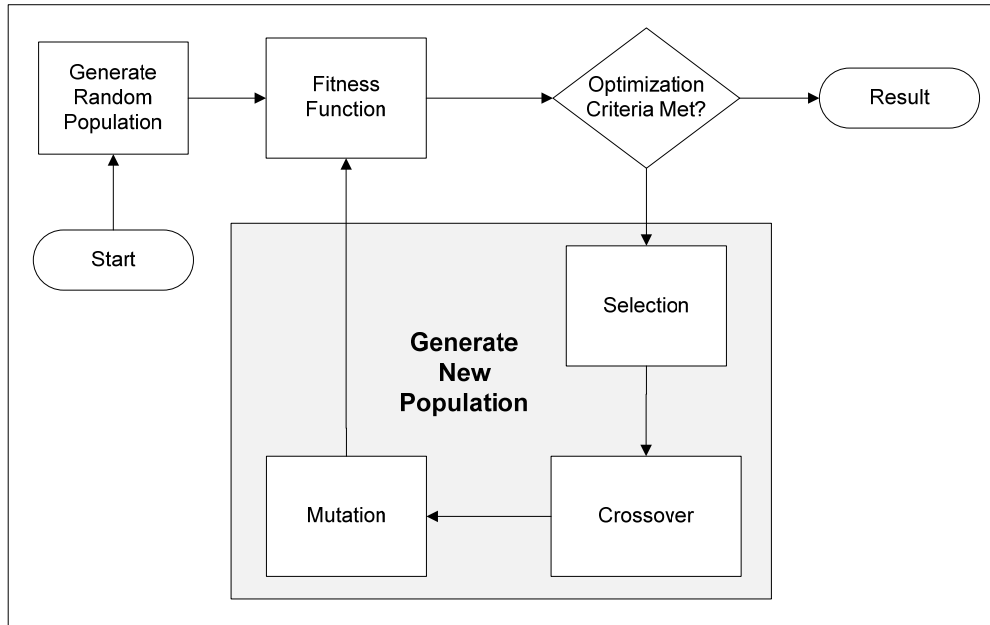 Generate
Random
Population
Fitness
Function
Optimization
Criteria Met?
Result
Start
Selection
Generate
New
Population
Mutation
Crossover